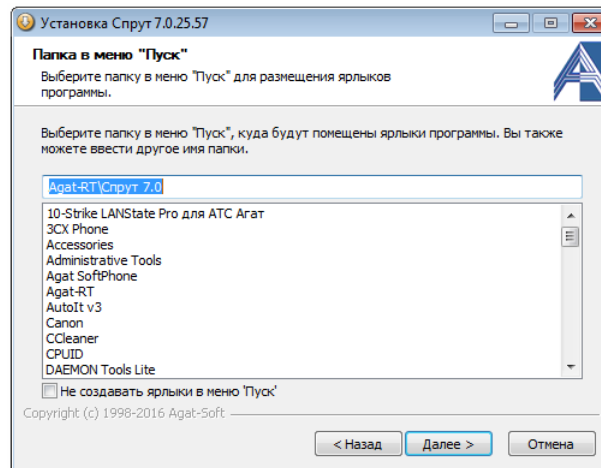 Установка Спрут 7.0.25.57
Папка в меню "Пуск"
Выберите папку в меню "Пуск" для размещения ярлыков
программы.
Выберите папку в меню "Пуск", куда будут помещены ярлыки программы. Вы также
можете ввести другое имя папки.
Agat-RT\Спрут 7.0
10-Strike LANState Pro для АТС Агат
3CX Phone
Accessories
Administrative Tools
Agat SoftPhone
Agat-RT
AutoIt v3
Canon
CCleaner
CPUID
DAEMON Tools Lite
Не создавать ярлыки в меню 'Пуск'
Copyright (c) 1998-2016 Agat-Soft
< Назад Далее > Отмена